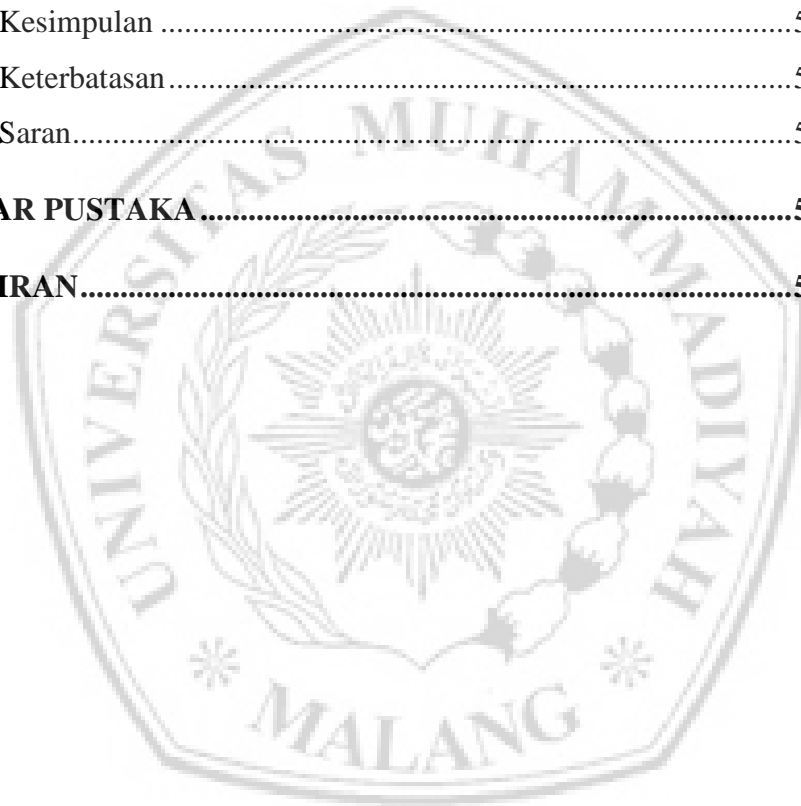 Kesimpulan ........................................................................ 5
Keterbatasan ...................................................................... 5
Saran ................................................................................ 5
AR PUSTAKA ..................................................................... 5
IRAN ................................................................................. 5
UNIVERSITAS MUHAMMADIYAH
MALANG